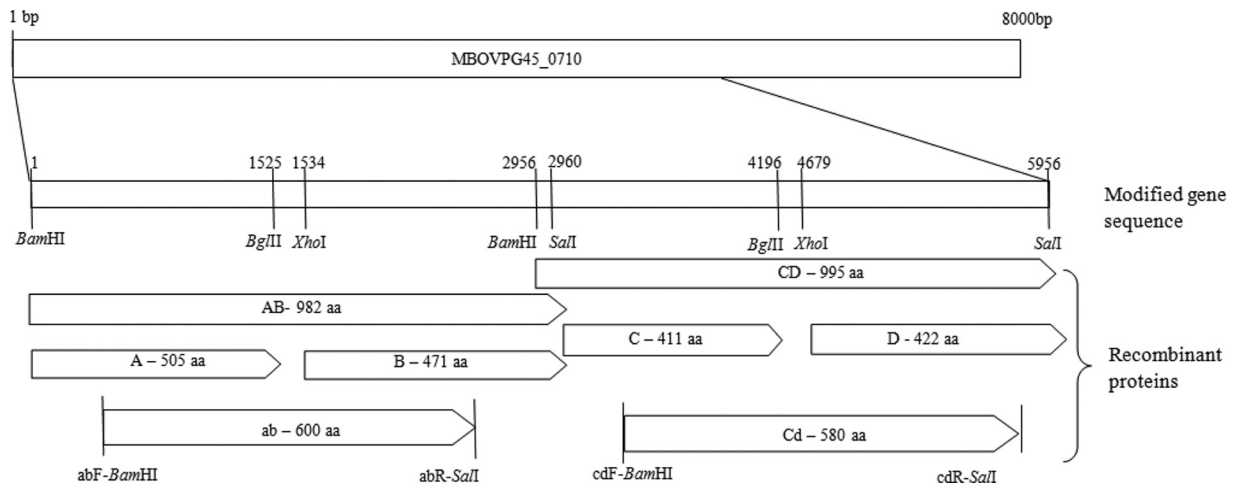 1 bp
8000bp
MBOVPG45_0710
1
1525
1534
2956
2960
4196
4679
5956
BamHI
BglII
XhoI
BamHI
SalI
BglII
XhoI
SalI
Modified gene
sequence
CD – 995 aa
AB- 982 aa
C – 411 aa
D - 422 aa
A – 505 aa
B – 471 aa
Recombinant
proteins
ab – 600 aa
Cd – 580 aa
abF-BamHI
abR-SalI
cdF-BamHI
cdR-SalI